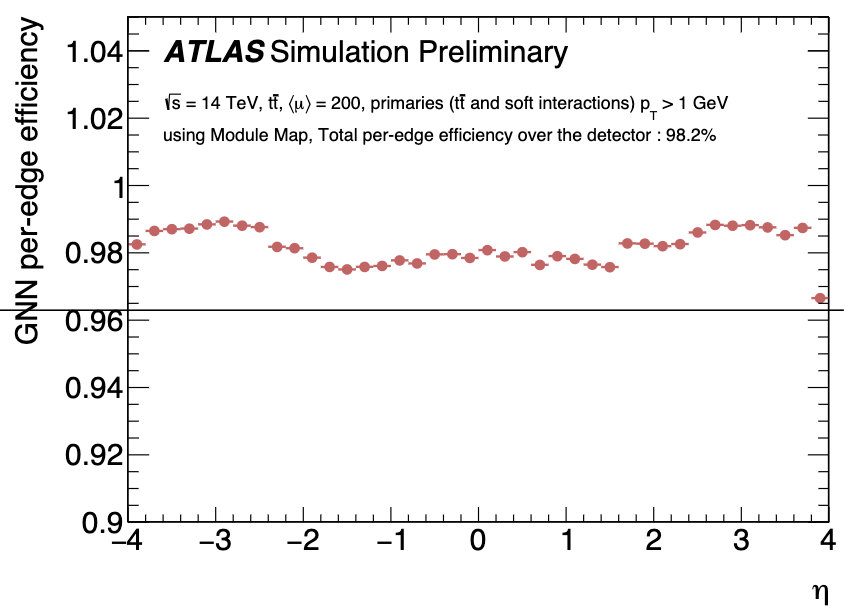 GNN per-edge efficiency
ATLAS Simulation Preliminary
√s = 14 TeV, tt̄, ⟨μ⟩ = 200, primaries (tt̄ and soft interactions) p_T > 1 GeV
using Module Map, Total per-edge efficiency over the detector : 98.2%
1.04
1.02
1
0.98
0.96
0.94
0.92
0.9
−4 −3 −2 −1 0 1 2 3 4
η